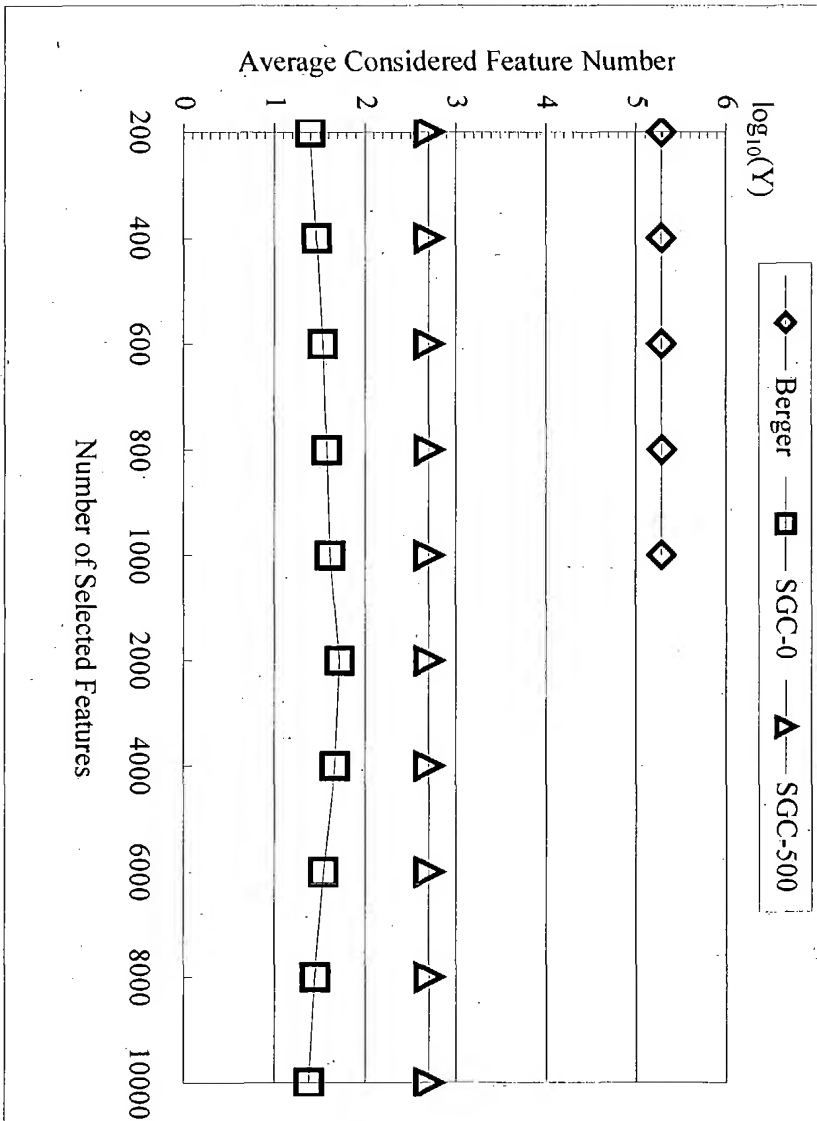 Berger SGC-0 SGC-500
log₁₀(Y)
Average Considered Feature Number
6
5
4
3
2
1
0
200 400 600 800 1000 2000 4000 6000 8000 10000
Number of Selected Features